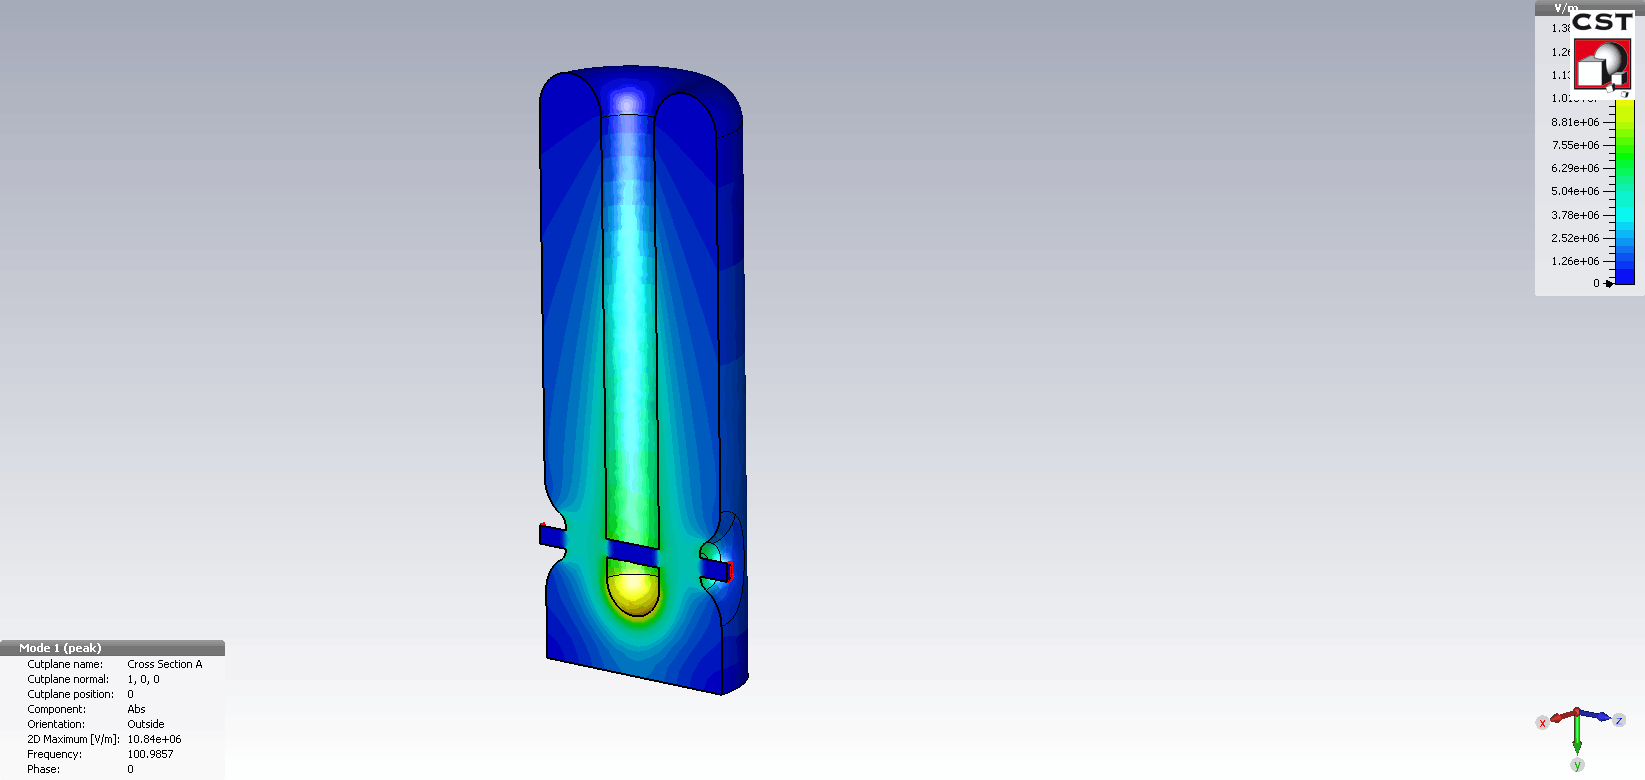 V/m
CST
8.81e+06
7.55e+06
6.29e+06
5.04e+06
3.78e+06
2.52e+06
1.26e+06
0
Mode 1 (peak)
Cutplane name: Cross Section A
Cutplane normal: 1, 0, 0
Cutplane position: 0
Component: Abs
Orientation: Outside
2D Maximum [V/m]: 10.84e+06
Frequency: 100.9857
Phase: 0
x
z
y